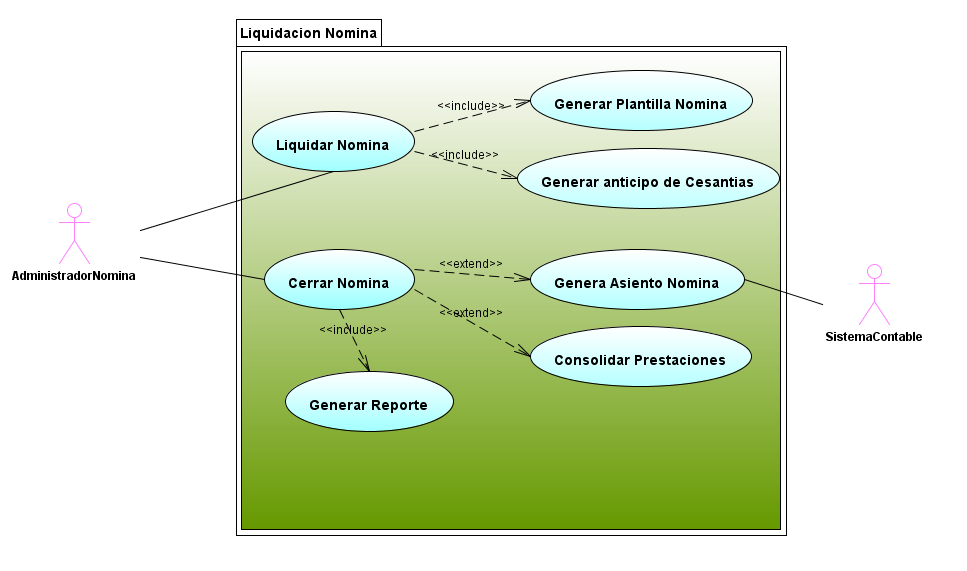 Liquidacion Nomina
<<include>>
Generar Plantilla Nomina
Liquidar Nomina
<<include>>
Generar anticipo de Cesantias
AdministradorNomina
<<extend>>
Cerrar Nomina
Genera Asiento Nomina
<<extend>>
<<include>>
SistemaContable
Consolidar Prestaciones
Generar Reporte